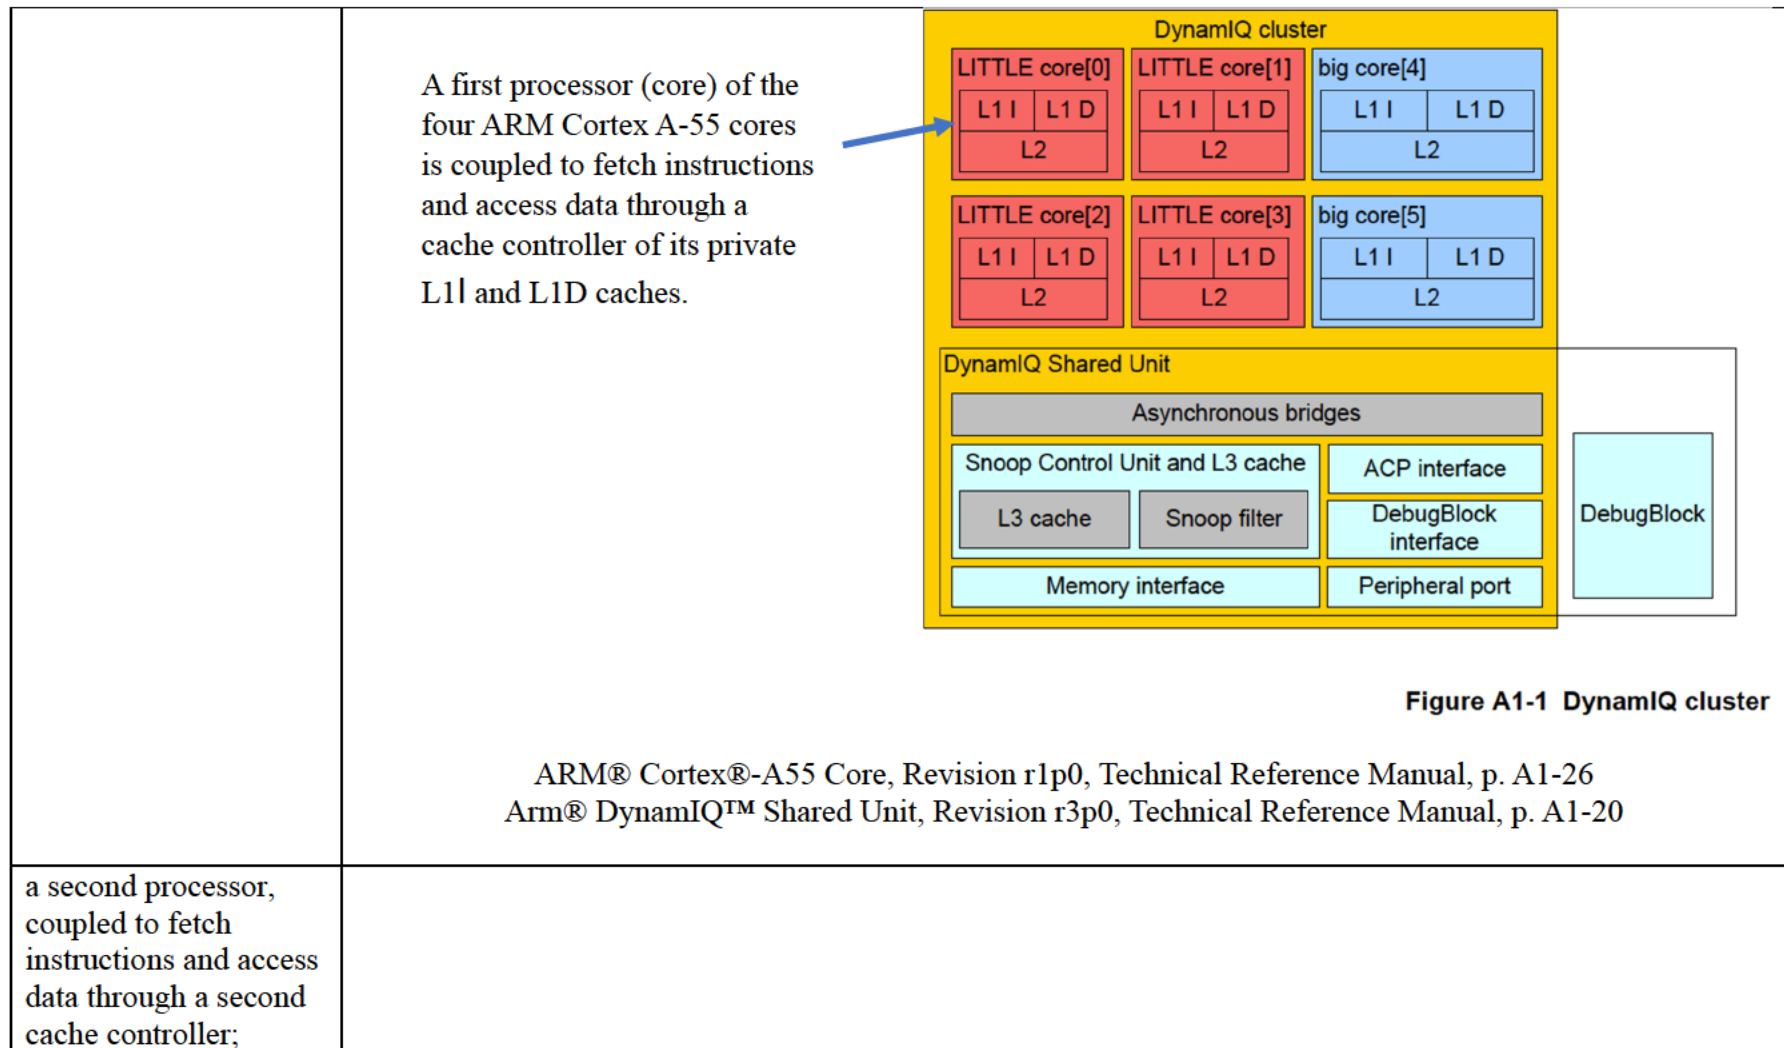 A first processor (core) of the
four ARM Cortex A-55 cores
is coupled to fetch instructions
and access data through a
cache controller of its private
L1I and L1D caches.
DynamIQ cluster
LITTLE core[0]
L1 I
L1 D
L2
LITTLE core[1]
L1 I
L1 D
L2
big core[4]
L1 I
L1 D
L2
LITTLE core[2]
L1 I
L1 D
L2
LITTLE core[3]
L1 I
L1 D
L2
big core[5]
L1 I
L1 D
L2
DynamIQ Shared Unit
Asynchronous bridges
Snoop Control Unit and L3 cache
L3 cache
Snoop filter
ACP interface
DebugBlock
interface
Memory interface
Peripheral port
DebugBlock
Figure A1-1 DynamIQ cluster
ARM® Cortex®-A55 Core, Revision r1p0, Technical Reference Manual, p. A1-26
Arm® DynamIQ™ Shared Unit, Revision r3p0, Technical Reference Manual, p. A1-20
a second processor,
coupled to fetch
instructions and access
data through a second
cache controller;